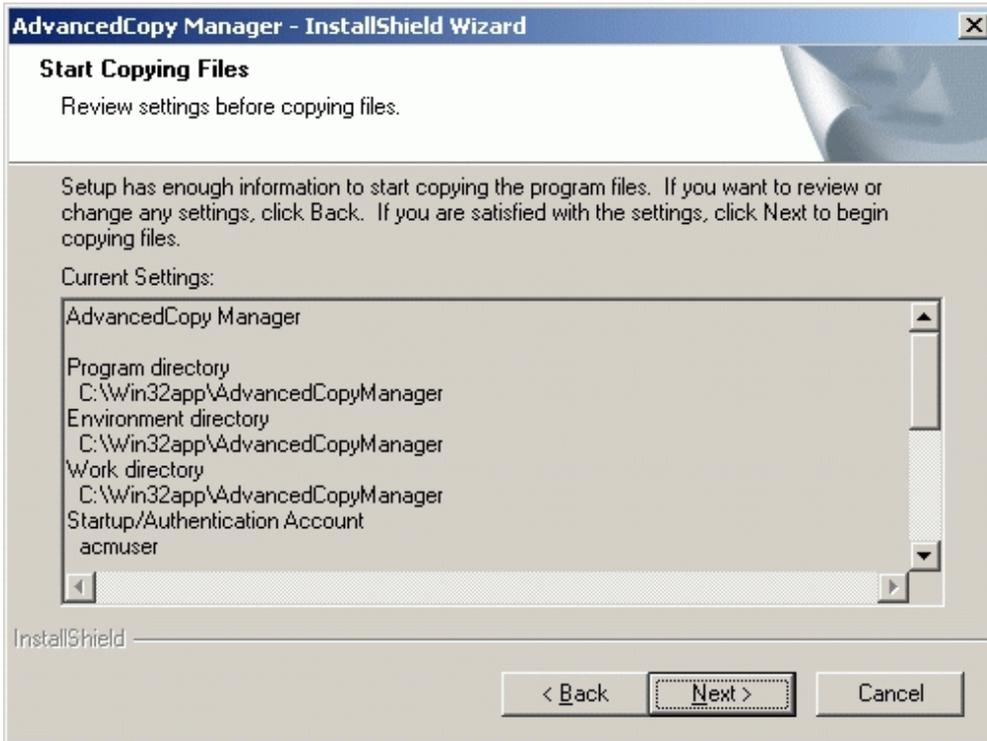 AdvancedCopy Manager - InstallShield Wizard
Start Copying Files
Review settings before copying files.
Setup has enough information to start copying the program files.  If you want to review or
change any settings, click Back.  If you are satisfied with the settings, click Next to begin
copying files.
Current Settings:
AdvancedCopy Manager
Program directory
C:\Win32app\AdvancedCopyManager
Environment directory
C:\Win32app\AdvancedCopyManager
Work directory
C:\Win32app\AdvancedCopyManager
Startup/Authentication Account
acmuser
InstallShield
< Back
Next >
Cancel